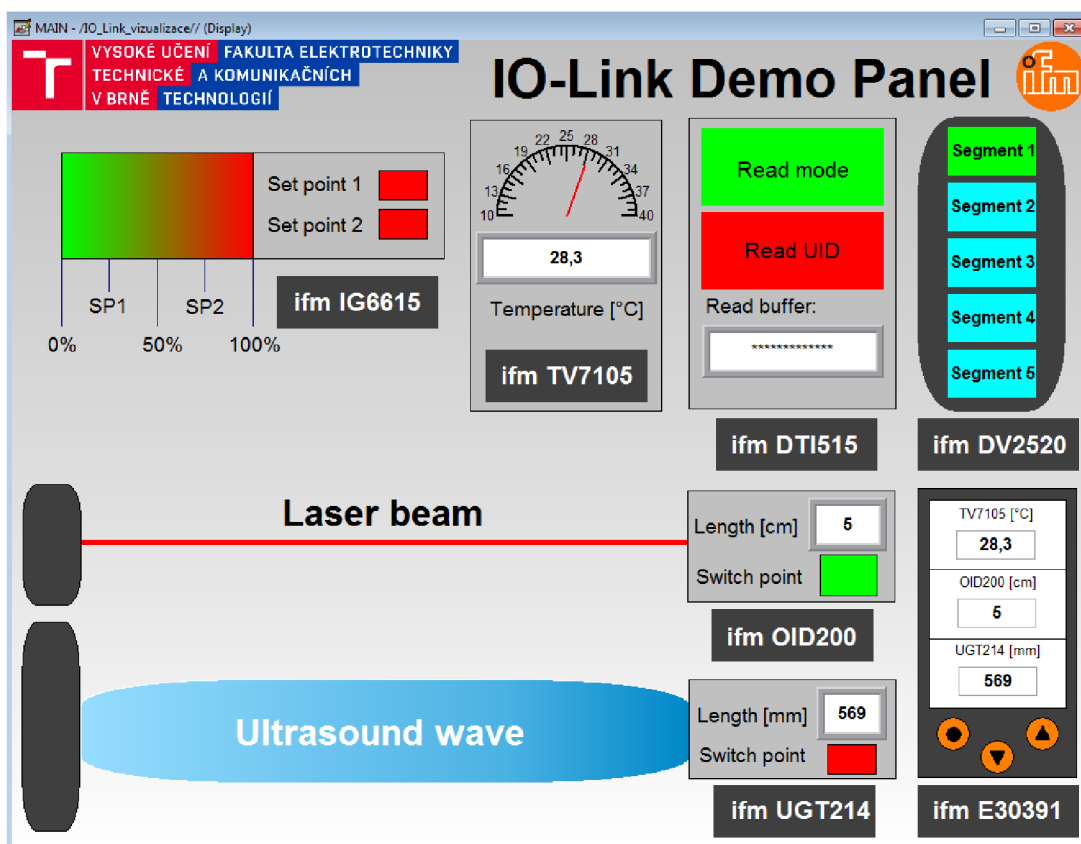 MAIN - /IO_Link_vizualizace// (Display)
VYSOKÉ UČENÍ FAKULTA ELEKTROTECHNIKY
TECHNICKÉ A KOMUNIKAČNÍCH
V BRNĚ TECHNOLOGIÍ
IO-Link Demo Panel
ifm
Set point 1
Set point 2
SP1 SP2
0% 50% 100%
ifm IG6615
10 13 16 19 22 25 28 31 34 37 40
28,3
Temperature [°C]
ifm TV7105
Read mode
Read UID
Read buffer:
*************
ifm DTI515
Segment 1
Segment 2
Segment 3
Segment 4
Segment 5
ifm DV2520
Laser beam
Length [cm] 5
Switch point
ifm OID200
Ultrasound wave
Length [mm] 569
Switch point
ifm UGT214
TV7105 [°C]
28,3
OID200 [cm]
5
UGT214 [mm]
569
ifm E30391